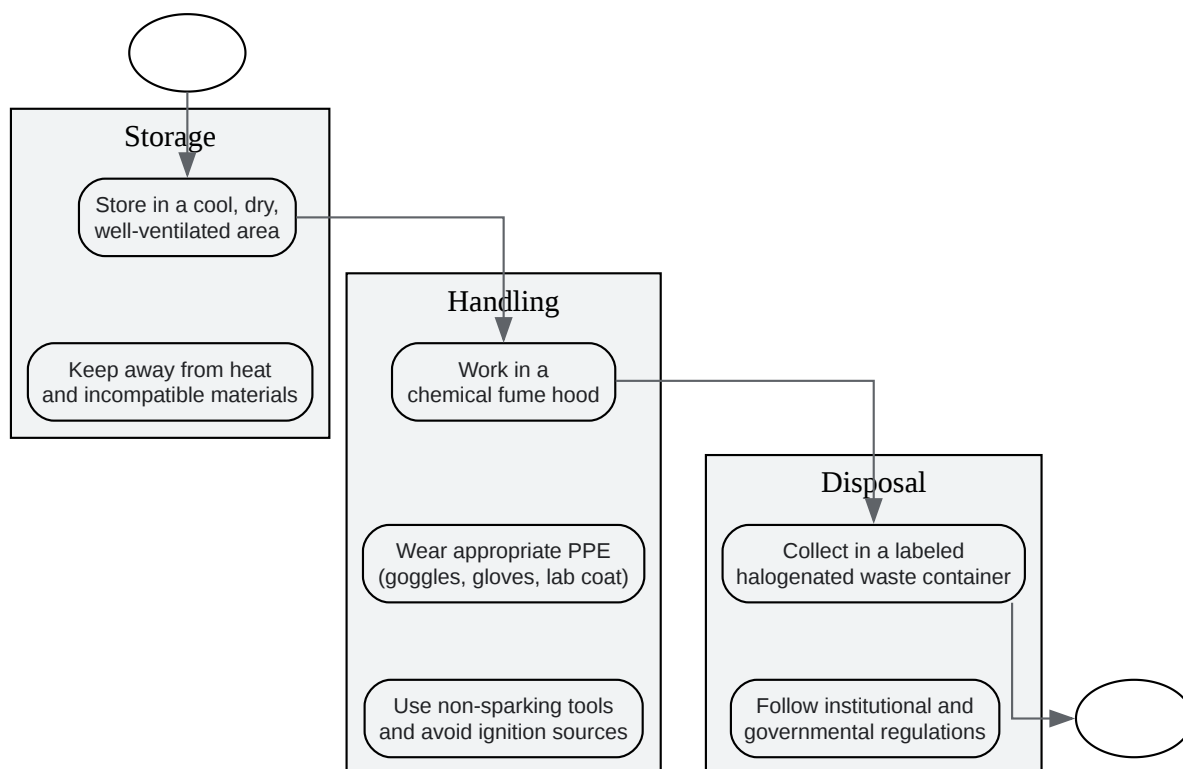 Storage
Store in a cool, dry,
well-ventilated area
Keep away from heat
and incompatible materials
Handling
Work in a
chemical fume hood
Wear appropriate PPE
(goggles, gloves, lab coat)
Use non-sparking tools
and avoid ignition sources
Disposal
Collect in a labeled
halogenated waste container
Follow institutional and
governmental regulations